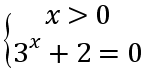 x > 0
3^x + 2 = 0